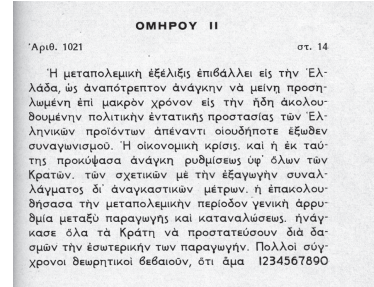 ΟΜΗΡΟΥ ΙΙ
Ἀριθ. 1021 στ. 14
Ἡ μεταπολεμικὴ ἐξέλιξις ἐπιβάλλει εἰς τὴν Ἑλ-
λάδα, ὡς ἀναπότρεπτον ἀνάγκην νὰ μείνῃ προση-
λωμένη ἐπὶ μακρὸν χρόνον εἰς τὴν ἤδη ἀκολου-
θουμένην πολιτικὴν ἐντατικῆς προστασίας τῶν Ἑλ-
ληνικῶν προϊόντων ἀπέναντι οἱουδήποτε ἔξωθεν
συναγωνισμοῦ. Ἡ οἰκονομικὴ κρίσις. καὶ ἡ ἐκ ταύ-
της προκύψασα ἀνάγκη ρυθμίσεως ὑφ' ὅλων τῶν
Κρατῶν. τῶν σχετικῶν μὲ τὴν ἐξαγωγὴν συναλ-
λάγματος δι' ἀναγκαστικῶν μέτρων. ἡ ἐπακολου-
θήσασα τὴν μεταπολεμικὴν περίοδον γενικὴ ἀρρυ-
θμία μεταξὺ παραγωγῆς καὶ καταναλώσεως. ἠνάγ-
κασε ὅλα τὰ Κράτη νὰ προστατεύσουν διὰ δα-
σμῶν τὴν ἐσωτερικήν των παραγωγήν. Πολλοὶ σύγ-
χρονοι θεωρητικοὶ βεβαιοῦν, ὅτι ἅμα 1234567890